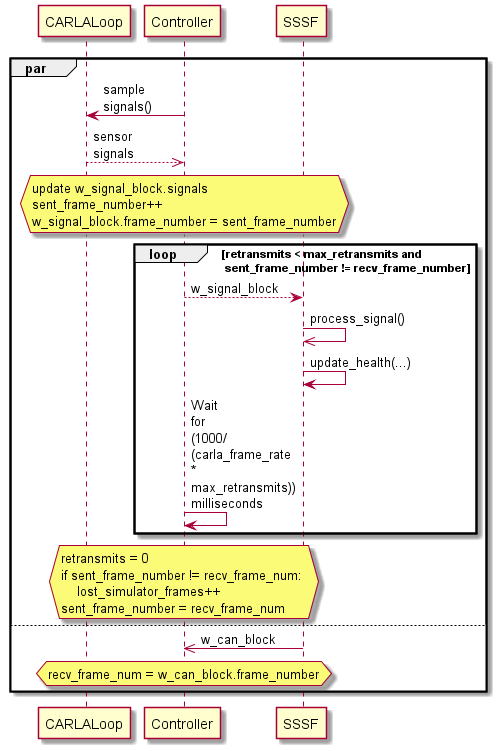 CARLALoop Controller SSSF
par
sample
signals()
sensor
signals
update w_signal_block.signals
sent_frame_number++
w_signal_block.frame_number = sent_frame_number
loop [retransmits < max_retransmits and
sent_frame_number != recv_frame_number]
w_signal_block
process_signal()
update_health(...)
Wait
for
(1000/
(carla_frame_rate
*
max_retransmits))
milliseconds
retransmits = 0
if sent_frame_number != recv_frame_num:
lost_simulator_frames++
sent_frame_number = recv_frame_num
w_can_block
recv_frame_num = w_can_block.frame_number
CARLALoop Controller SSSF